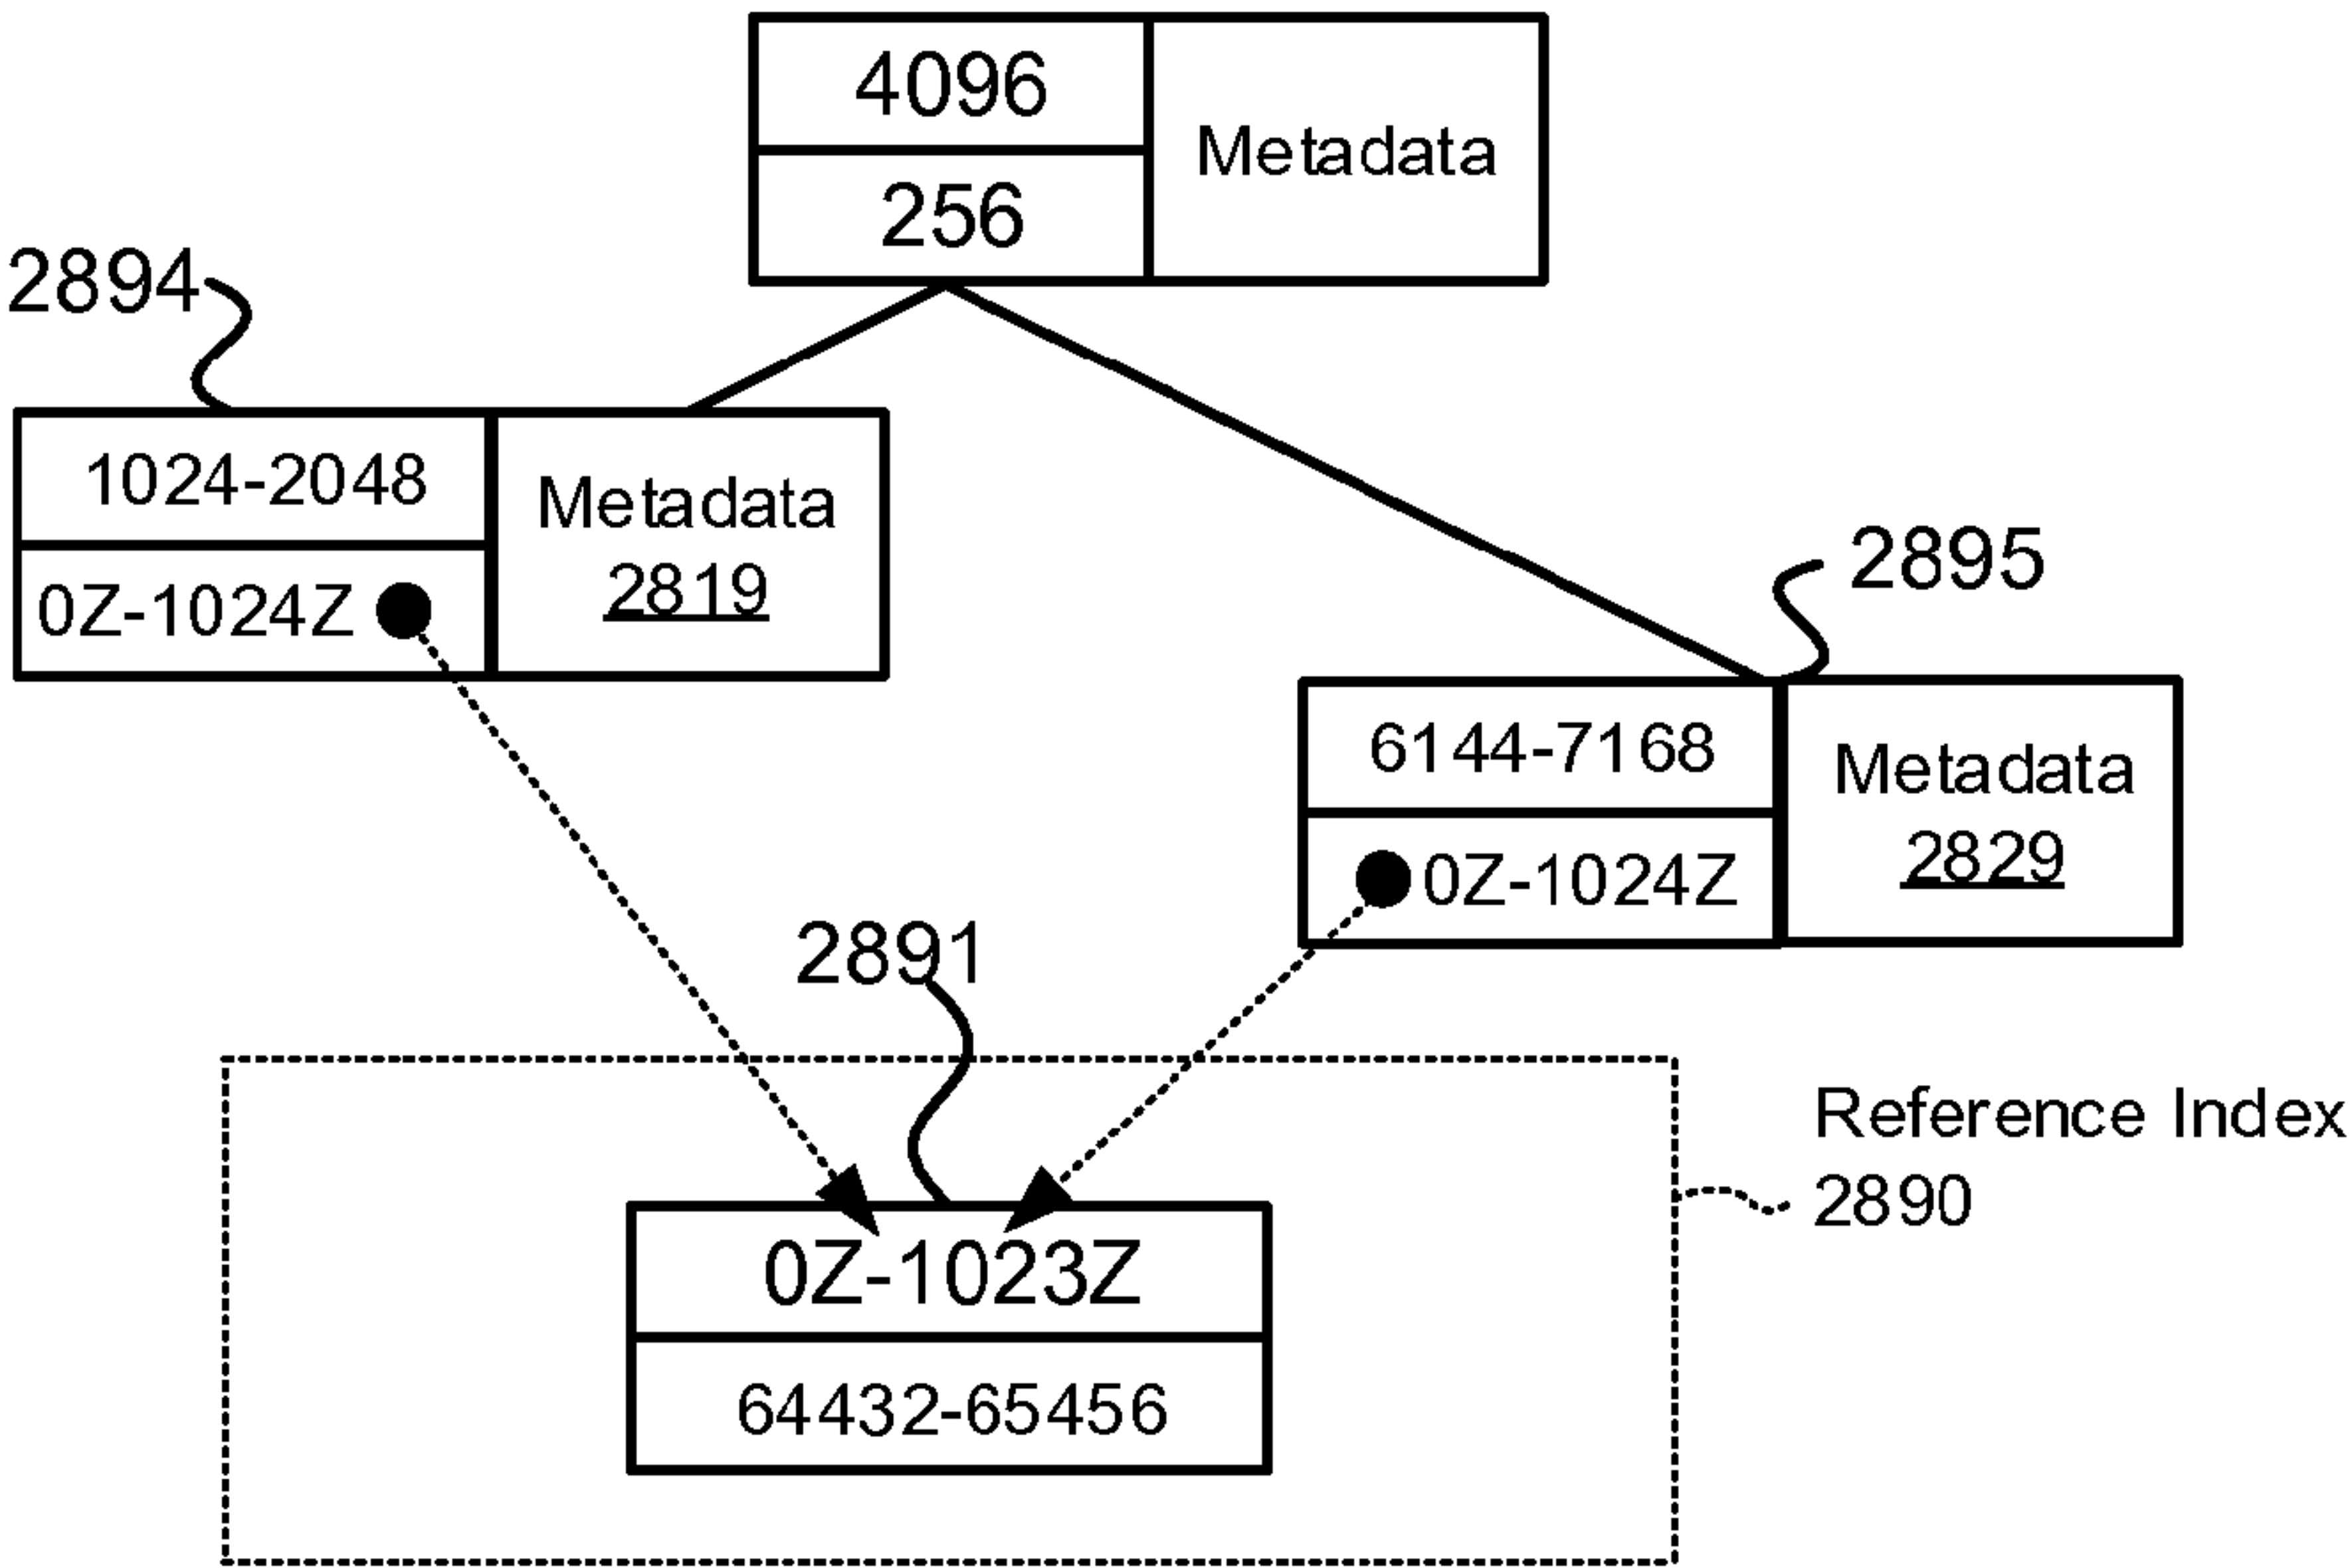 4096
256
Metadata
2894
1024-2048
0Z-1024Z
Metadata
2819
2895
6144-7168
0Z-1024Z
Metadata
2829
2891
Reference Index
2890
0Z-1023Z
64432-65456